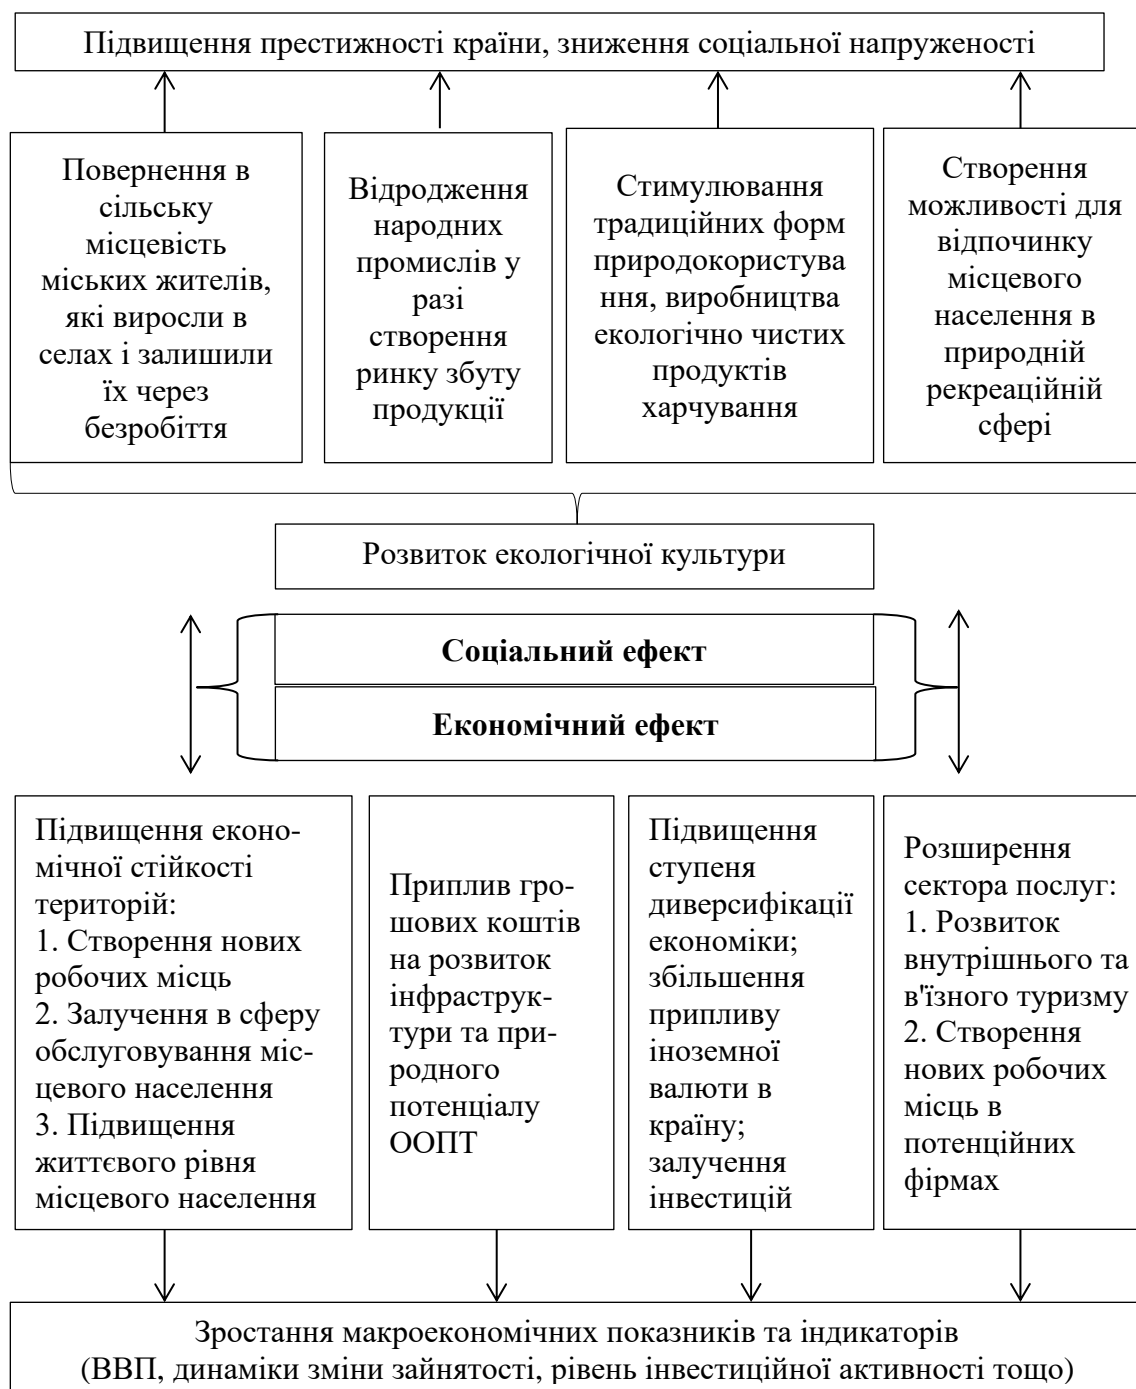 Підвищення престижності країни, зниження соціальної напруженості
Повернення в
сільську
місцевість
міських жителів,
які виросли в
селах і залишили
їх через
безробіття
Відродження
народних
промислів у
разі
створення
ринку збуту
продукції
Стимулювання
традиційних форм
природокористува
ння, виробництва
екологічно чистих
продуктів
харчування
Створення
можливості для
відпочинку
місцевого
населення в
природній
рекреаційній
сфері
Розвиток екологічної культури
Соціальний ефект
Економічний ефект
Підвищення еконо-
мічної стійкості
територій:
1. Створення нових
робочих місць
2. Залучення в сферу
обслуговування міс-
цевого населення
3. Підвищення
життєвого рівня
місцевого населення
Приплив гро-
шових коштів
на розвиток
інфраструк-
тури та при-
родного
потенціалу
ООПТ
Підвищення
ступеня
диверсифікації
економіки;
збільшення
припливу
іноземної
валюти в
країну;
залучення
інвестицій
Розширення
сектора послуг:
1. Розвиток
внутрішнього та
в'їзного туризму
2. Створення
нових робочих
місць в
потенційних
фірмах
Зростання макроекономічних показників та індикаторів
(ВВП, динаміки зміни зайнятості, рівень інвестиційної активності тощо)